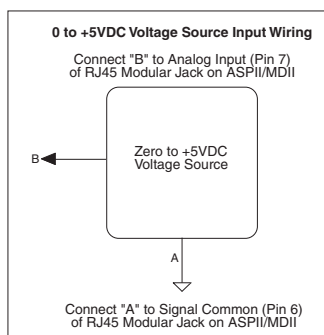 0 to +5VDC Voltage Source Input Wiring
Connect "B" to Analog Input (Pin 7)
of RJ45 Modular Jack on ASPII/MDII
Zero to +5VDC
Voltage Source
B
A
Connect "A" to Signal Common (Pin 6)
of RJ45 Modular Jack on ASPII/MDII